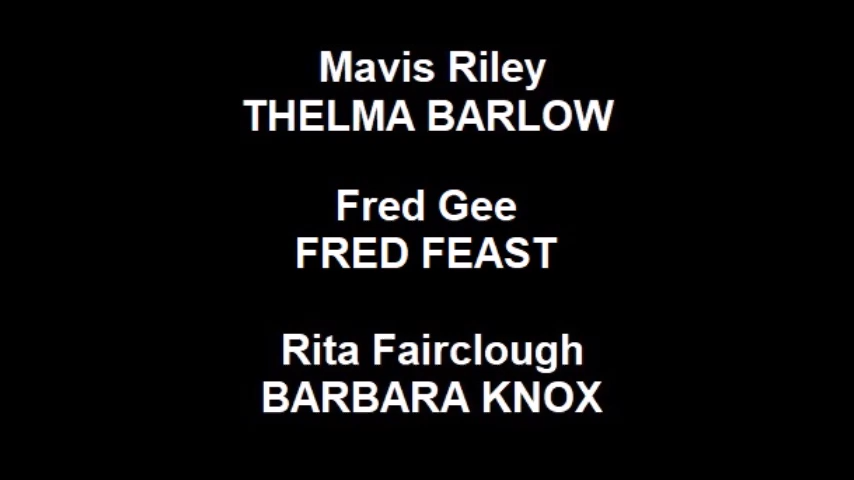 Mavis Riley
THELMA BARLOW
Fred Gee
FRED FEAST
Rita Fairclough
BARBARA KNOX